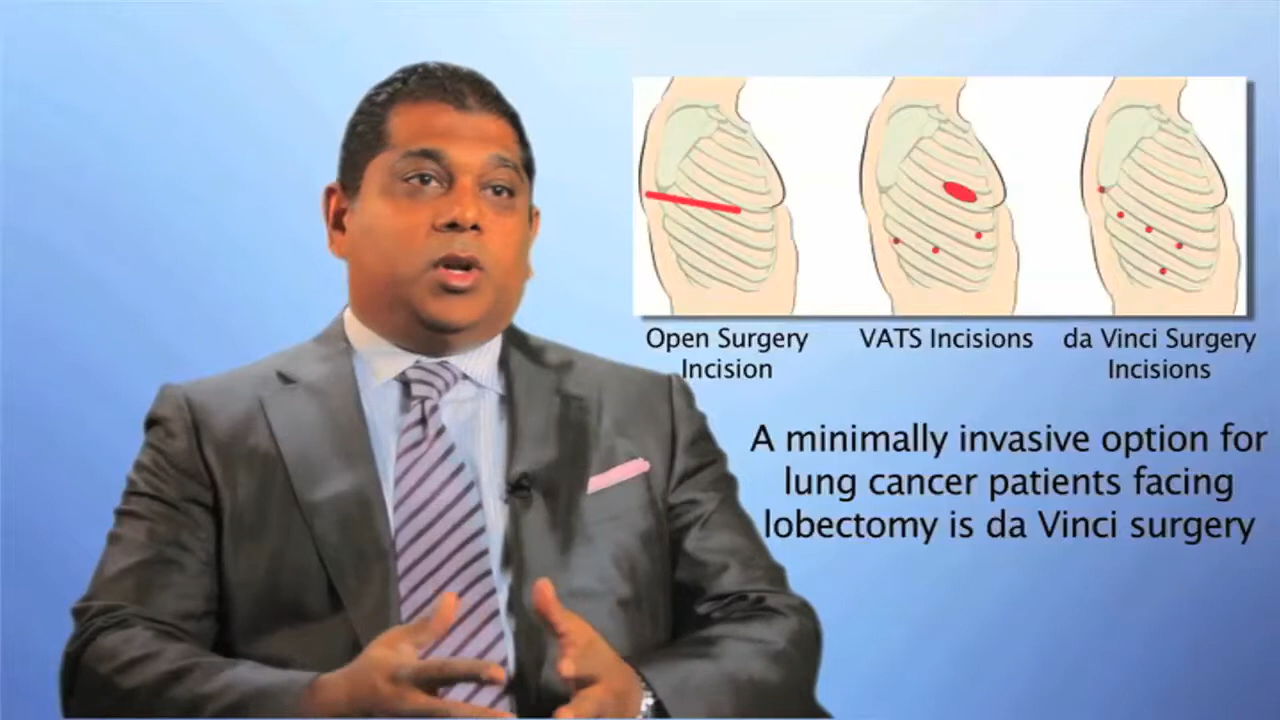 Open Surgery
Incision
VATS Incisions
da Vinci Surgery
Incisions
A minimally invasive option for
lung cancer patients facing
lobectomy is da Vinci surgery